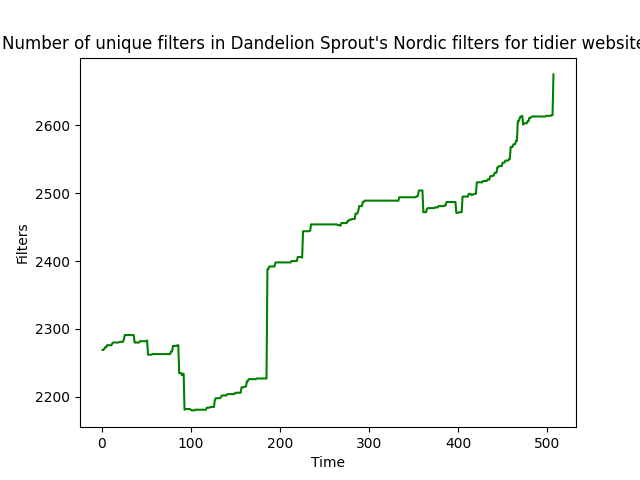 Number of unique filters in Dandelion Sprout's Nordic filters for tidier website
Filters
2600
2500
2400
2300
2200
0 100 200 300 400 500
Time